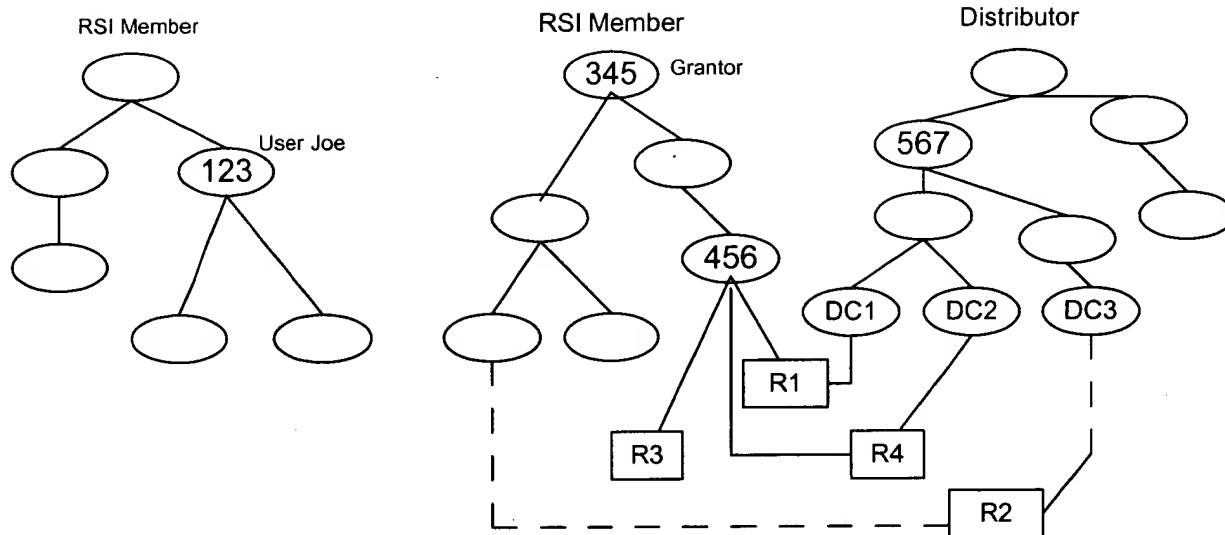 RSI Member
RSI Member
Distributor
345
Grantor
User Joe
123
567
456
DC1
DC2
DC3
R1
R3
R4
R2